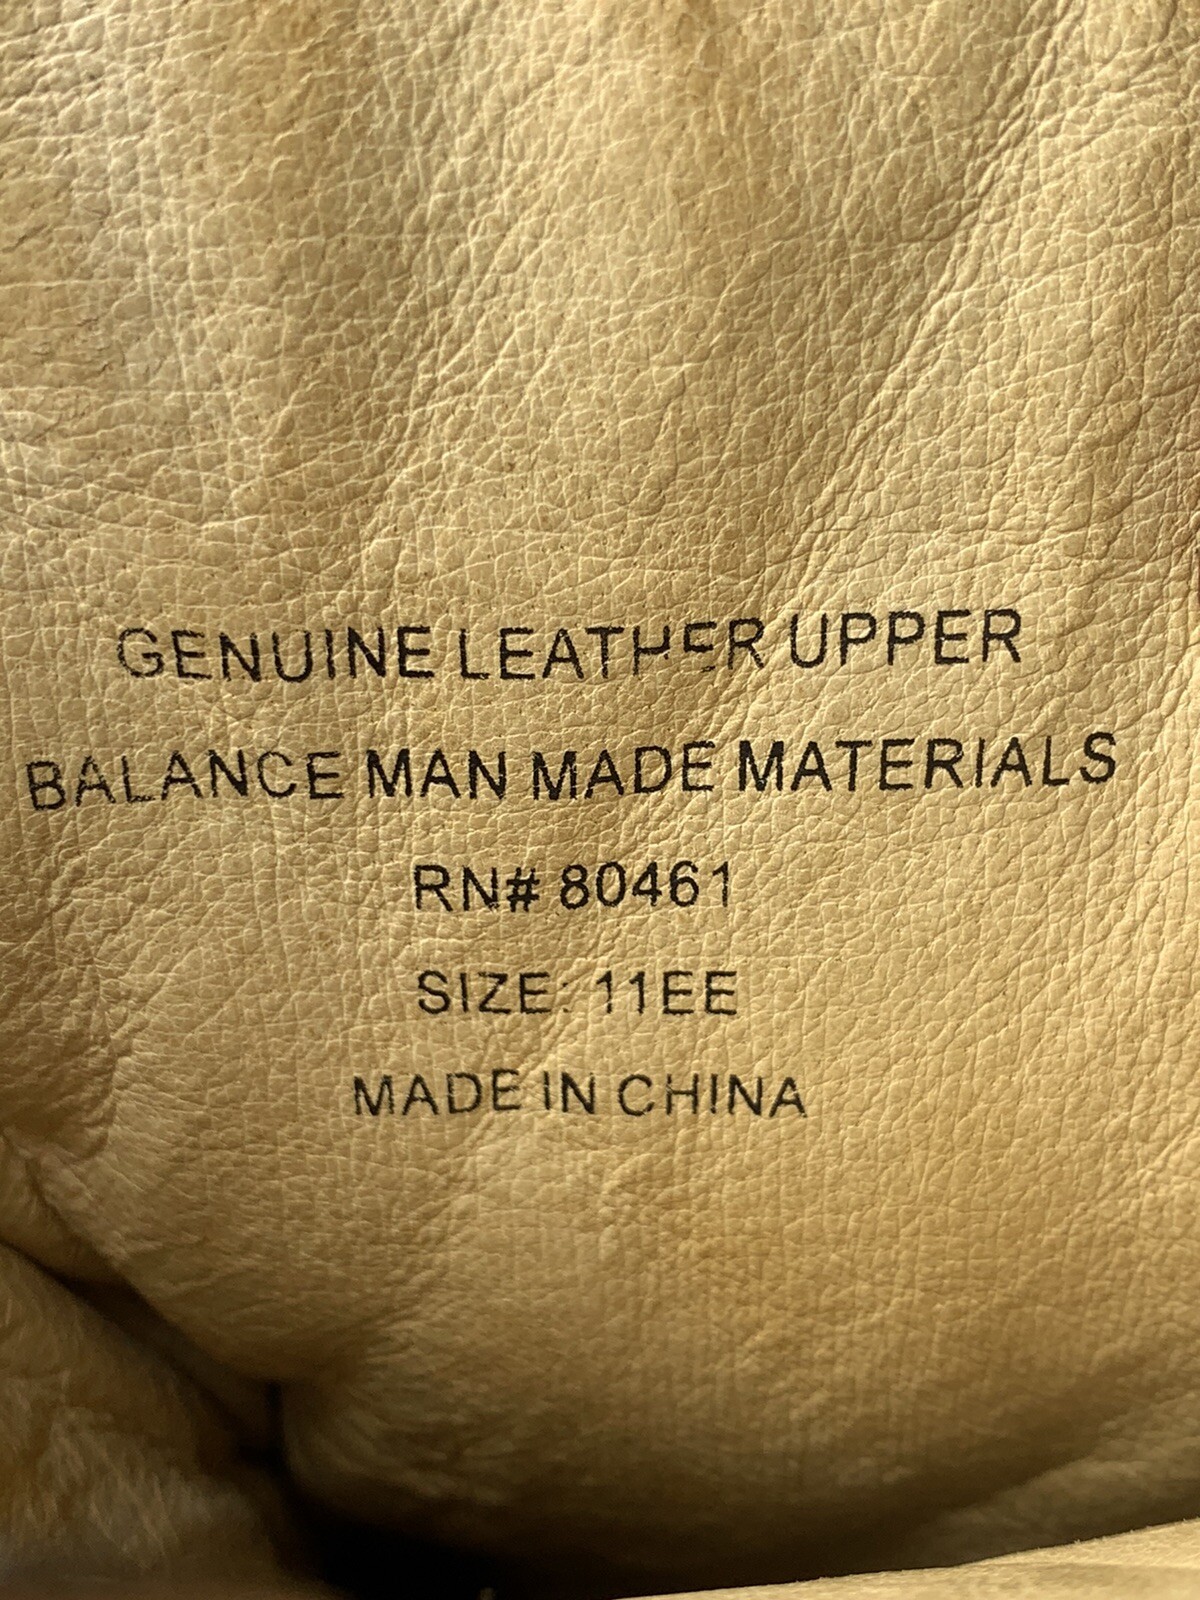 GENUINE LEATHER UPPER
BALANCE MAN MADE MATERIALS
RN# 80461
SIZE: 11EE
MADE IN CHINA